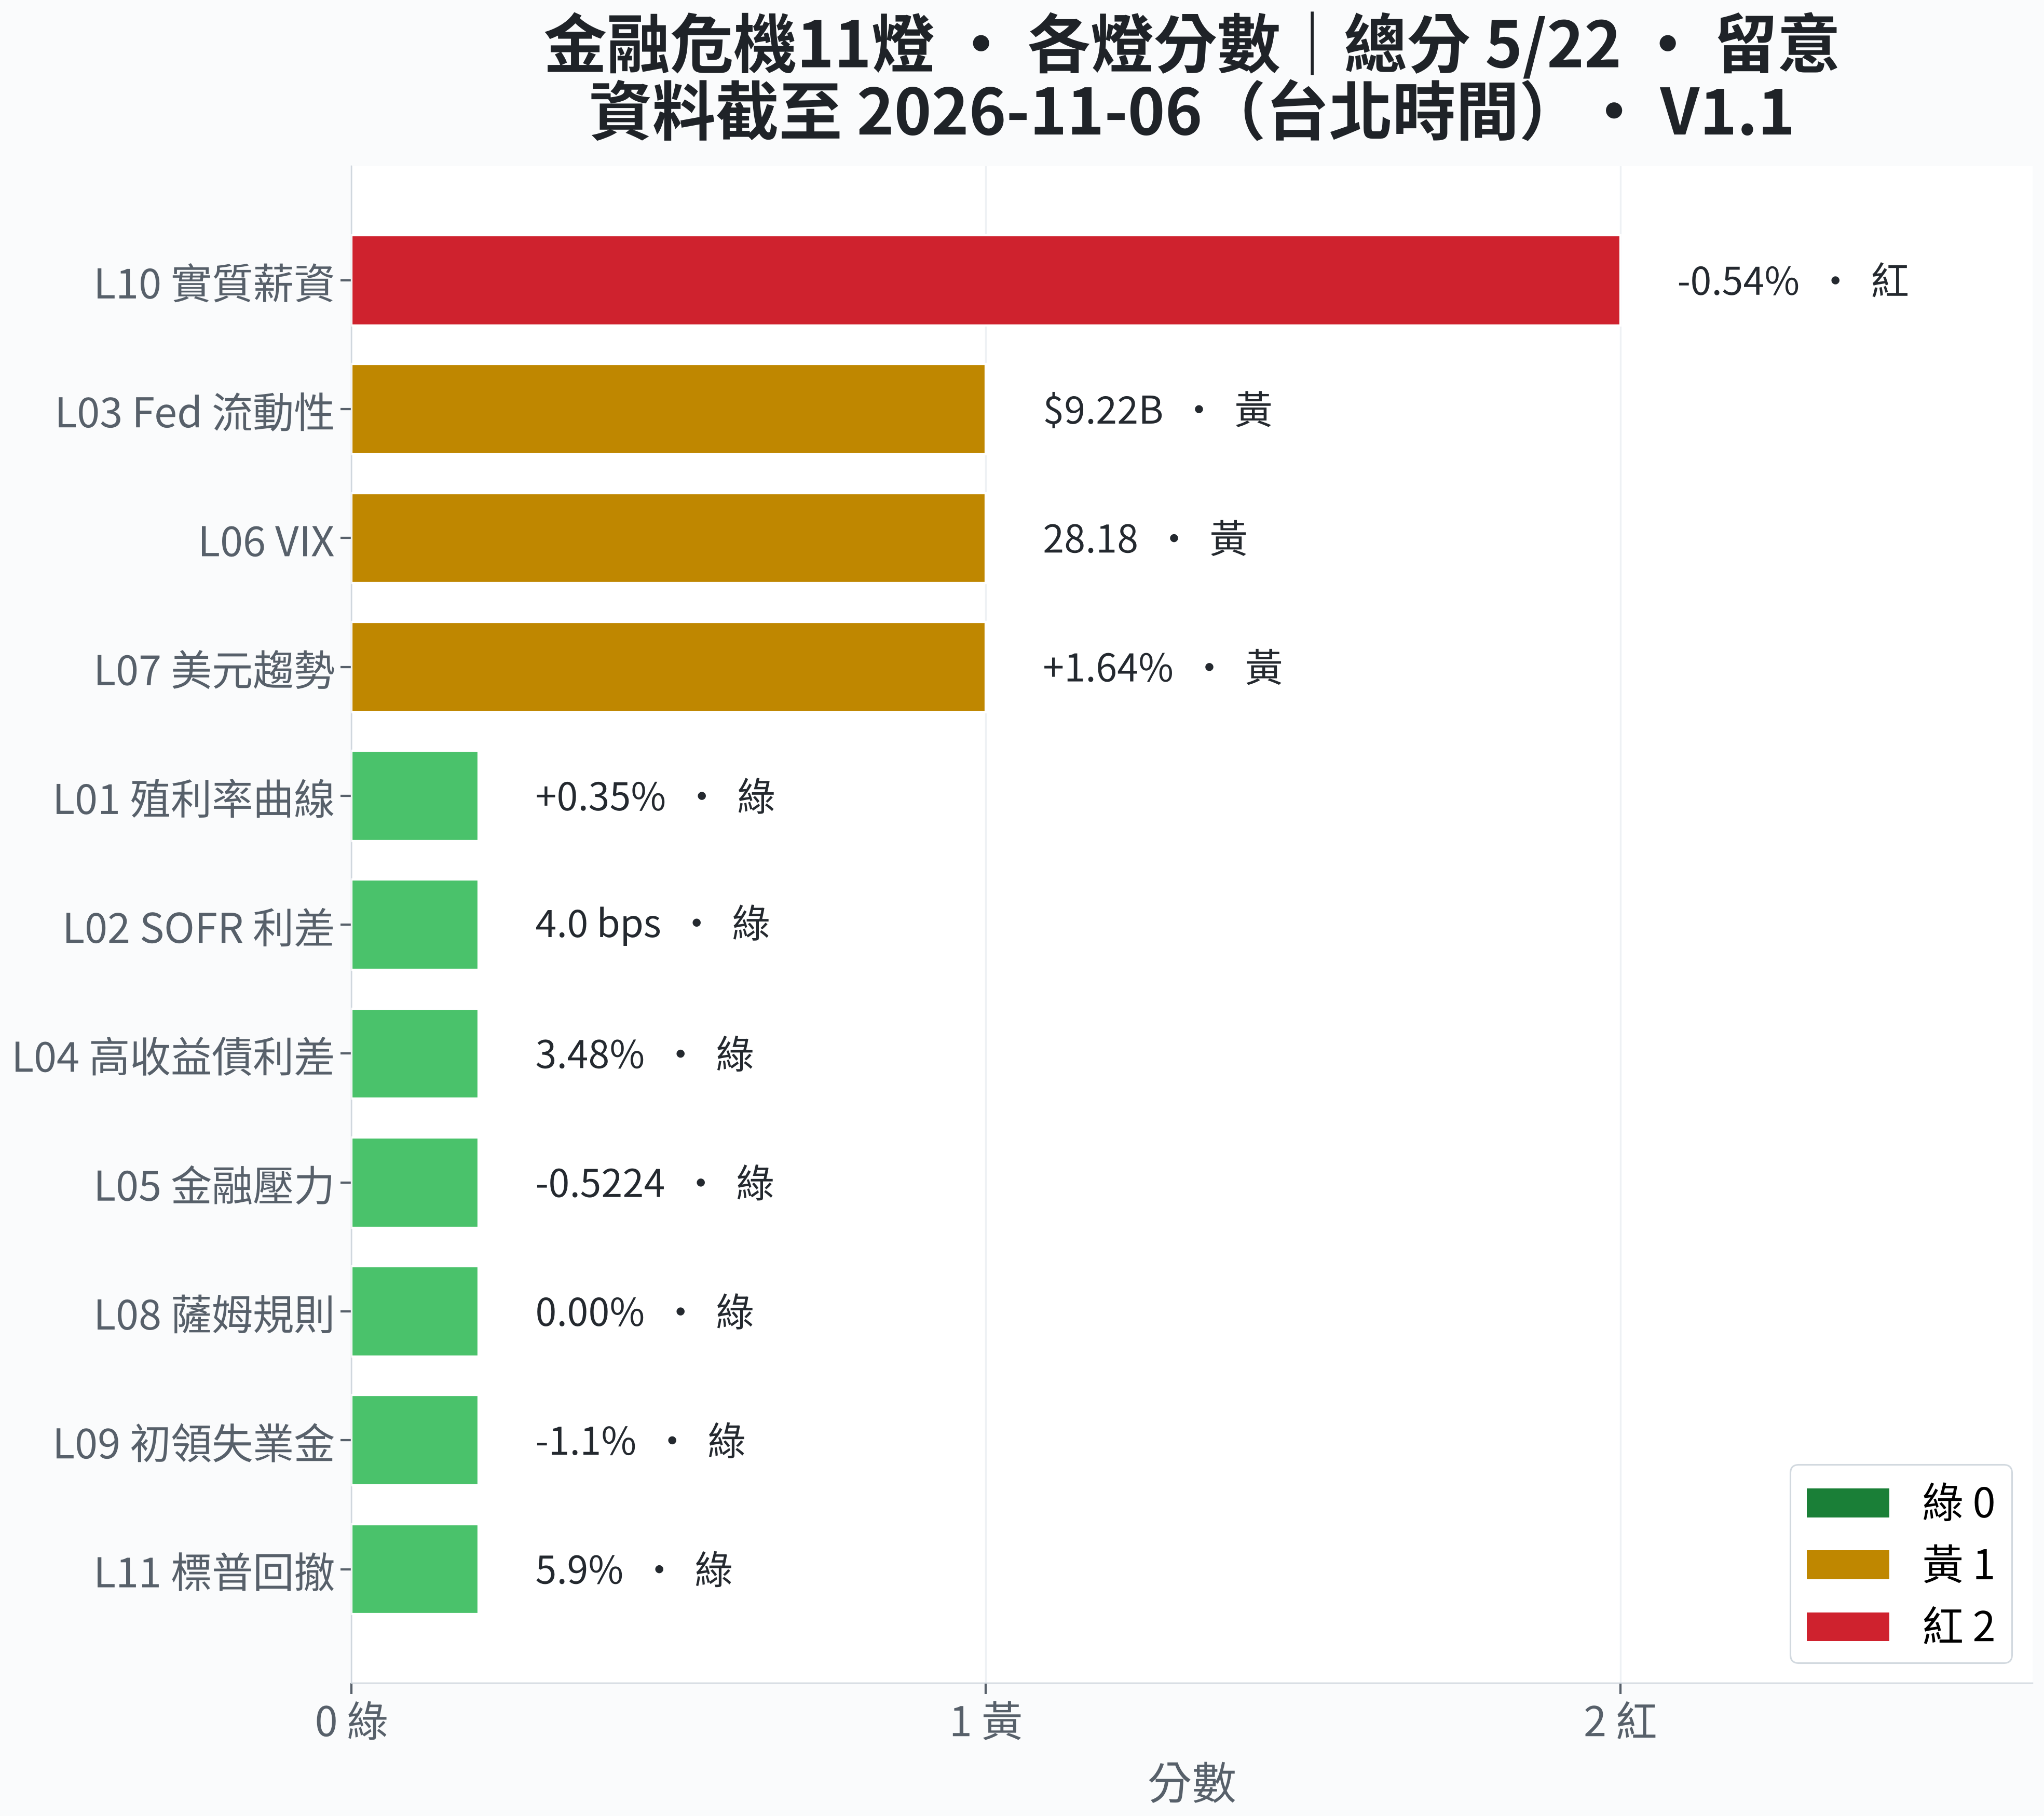 金融危機11燈 • 各燈分數｜總分 5/22 • 留意
資料截至 2026-11-06（台北時間） • V1.1
L10 實質薪資 -0.54% • 紅
L03 Fed 流動性 $9.22B • 黃
L06 VIX 28.18 • 黃
L07 美元趨勢 +1.64% • 黃
L01 殖利率曲線 +0.35% • 綠
L02 SOFR 利差 4.0 bps • 綠
L04 高收益債利差 3.48% • 綠
L05 金融壓力 -0.5224 • 綠
L08 薩姆規則 0.00% • 綠
L09 初領失業金 -1.1% • 綠
L11 標普回撤 5.9% • 綠
綠 0
黃 1
紅 2
0 綠 1 黃 2 紅
分數